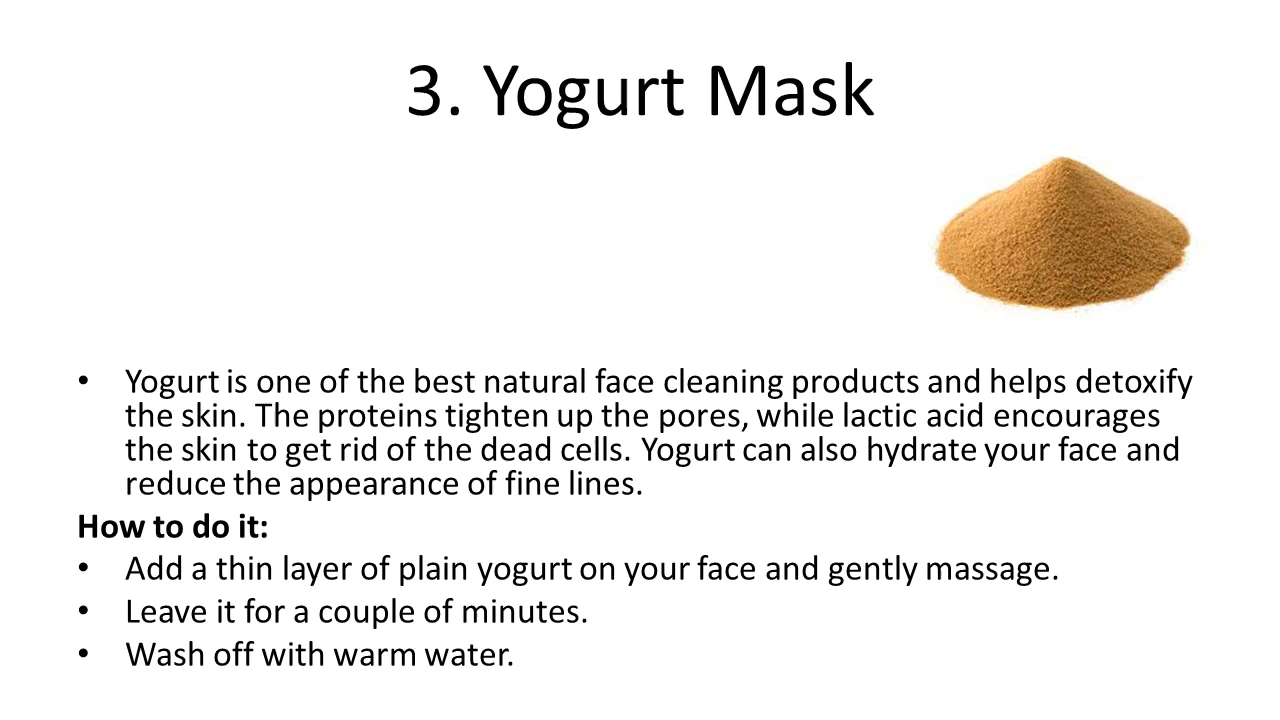 3. Yogurt Mask
• Yogurt is one of the best natural face cleaning products and helps detoxify
the skin. The proteins tighten up the pores, while lactic acid encourages
the skin to get rid of the dead cells. Yogurt can also hydrate your face and
reduce the appearance of fine lines.
How to do it:
• Add a thin layer of plain yogurt on your face and gently massage.
• Leave it for a couple of minutes.
• Wash off with warm water.